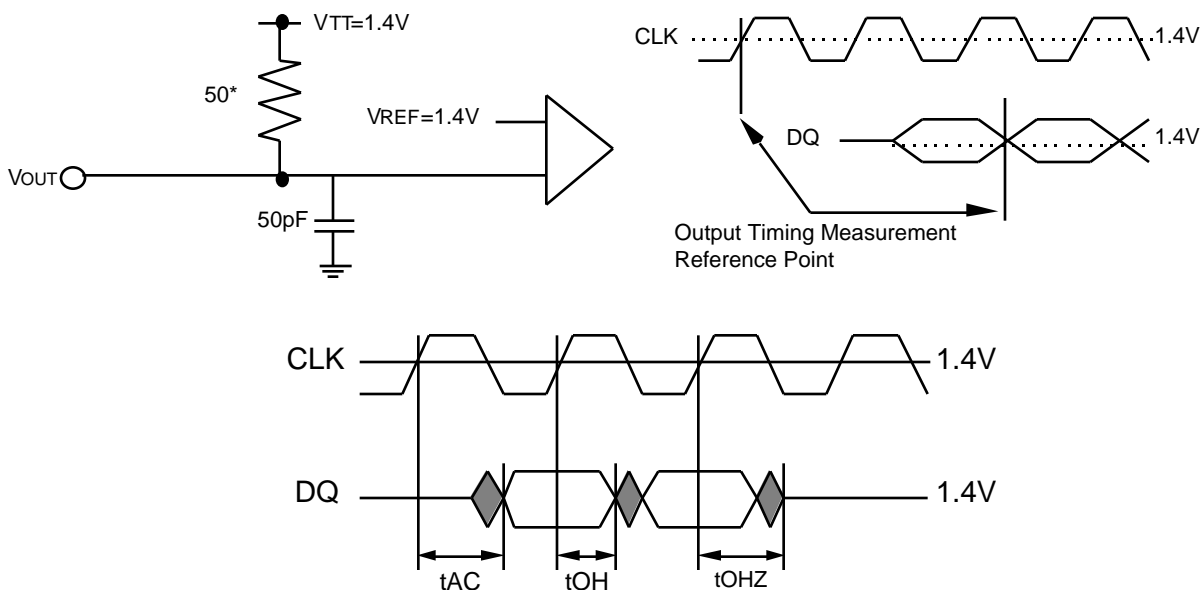 VTT=1.4V
50*
VREF=1.4V
VOUT
50pF
CLK
1.4V
DQ
1.4V
Output Timing Measurement
Reference Point
CLK
1.4V
DQ
1.4V
tAC
tOH
tOHZ